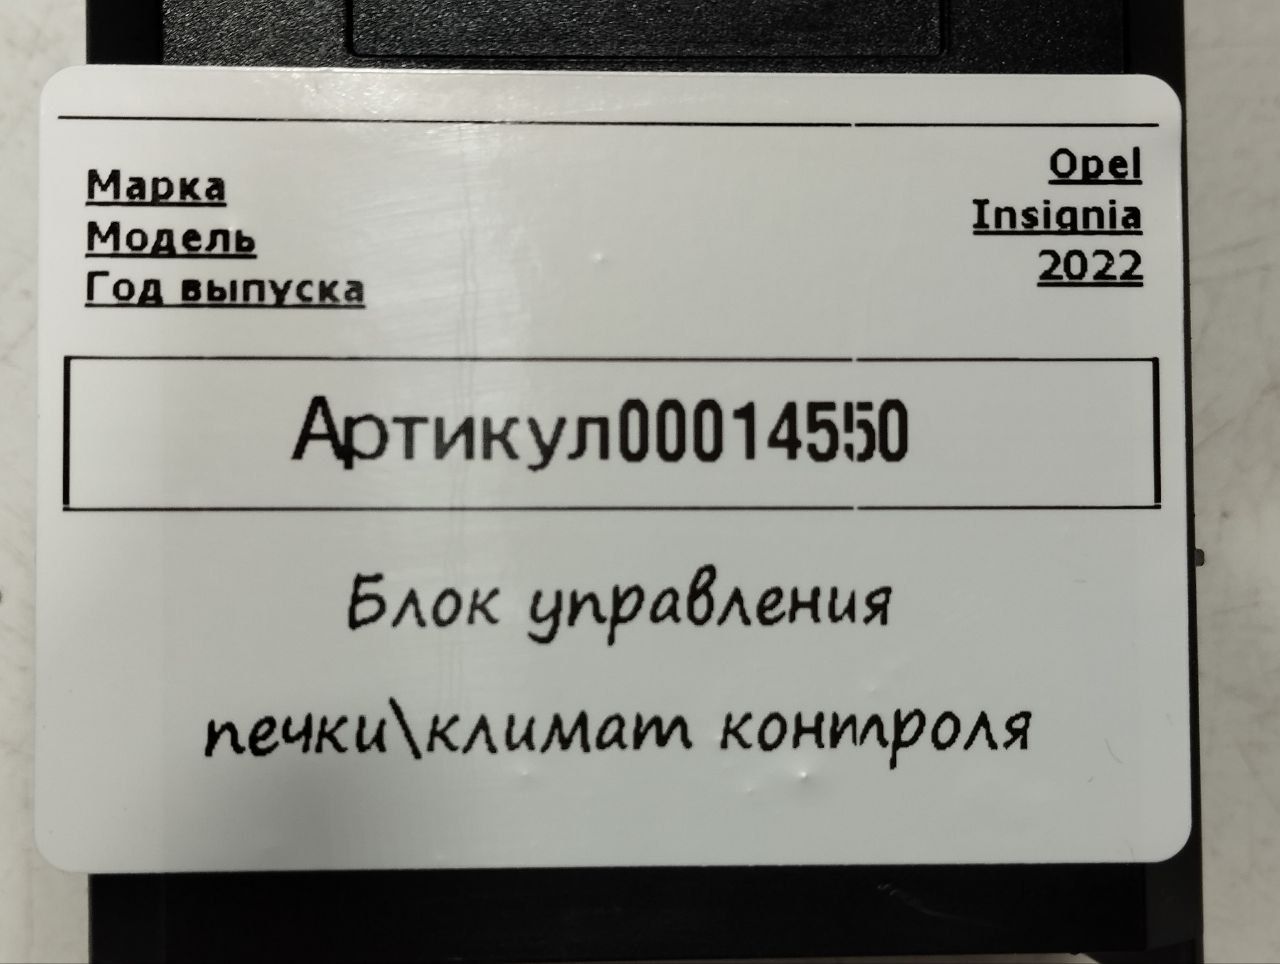 Марка Opel
Модель Insignia
Год выпуска 2022
Артикул00014550
Блок управления
печки\климат контроля